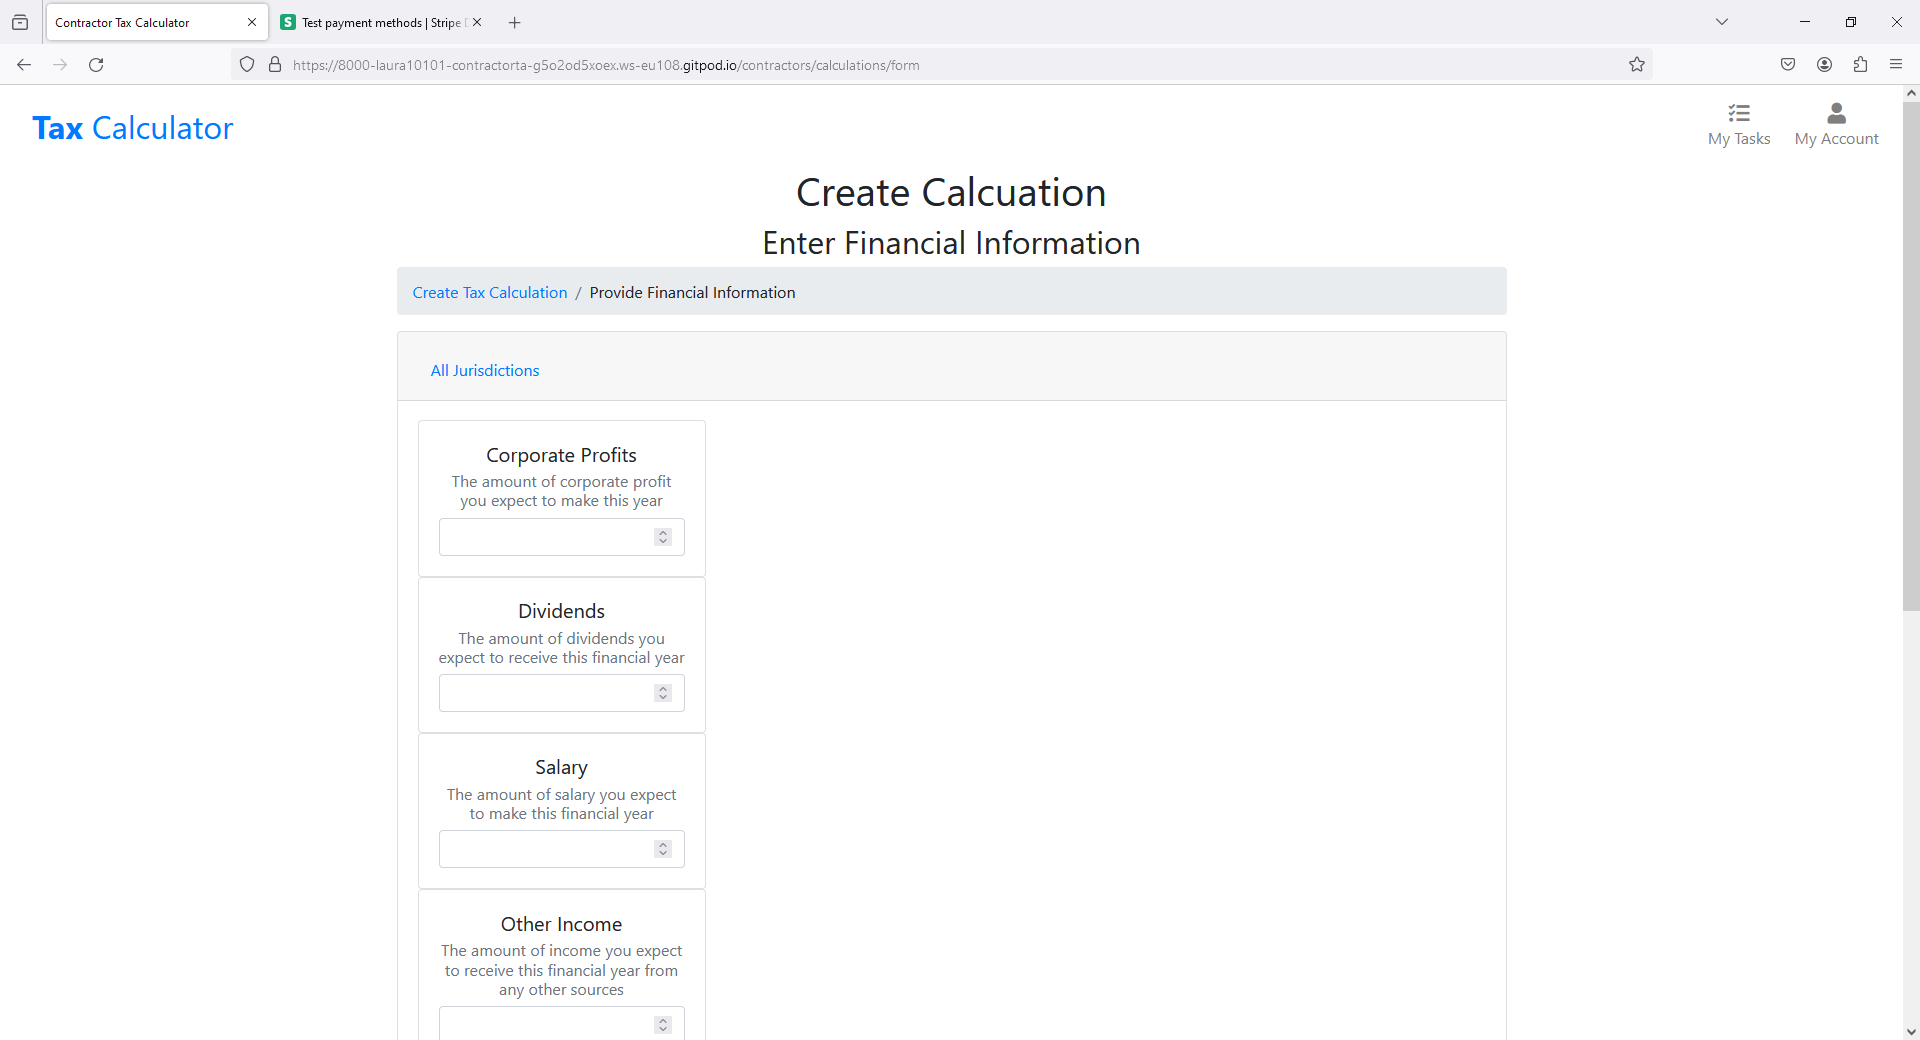 Contractor Tax Calculator
Test payment methods | Stripe D
https://8000-laura10101-contractorta-g5o2od5xoex.ws-eu108.gitpod.io/contractors/calculations/form
Tax Calculator
My Tasks
My Account
Create Calcuation
Enter Financial Information
Create Tax Calculation / Provide Financial Information
All Jurisdictions
Corporate Profits
The amount of corporate profit
you expect to make this year
Dividends
The amount of dividends you
expect to receive this financial year
Salary
The amount of salary you expect
to make this financial year
Other Income
The amount of income you expect
to receive this financial year from
any other sources